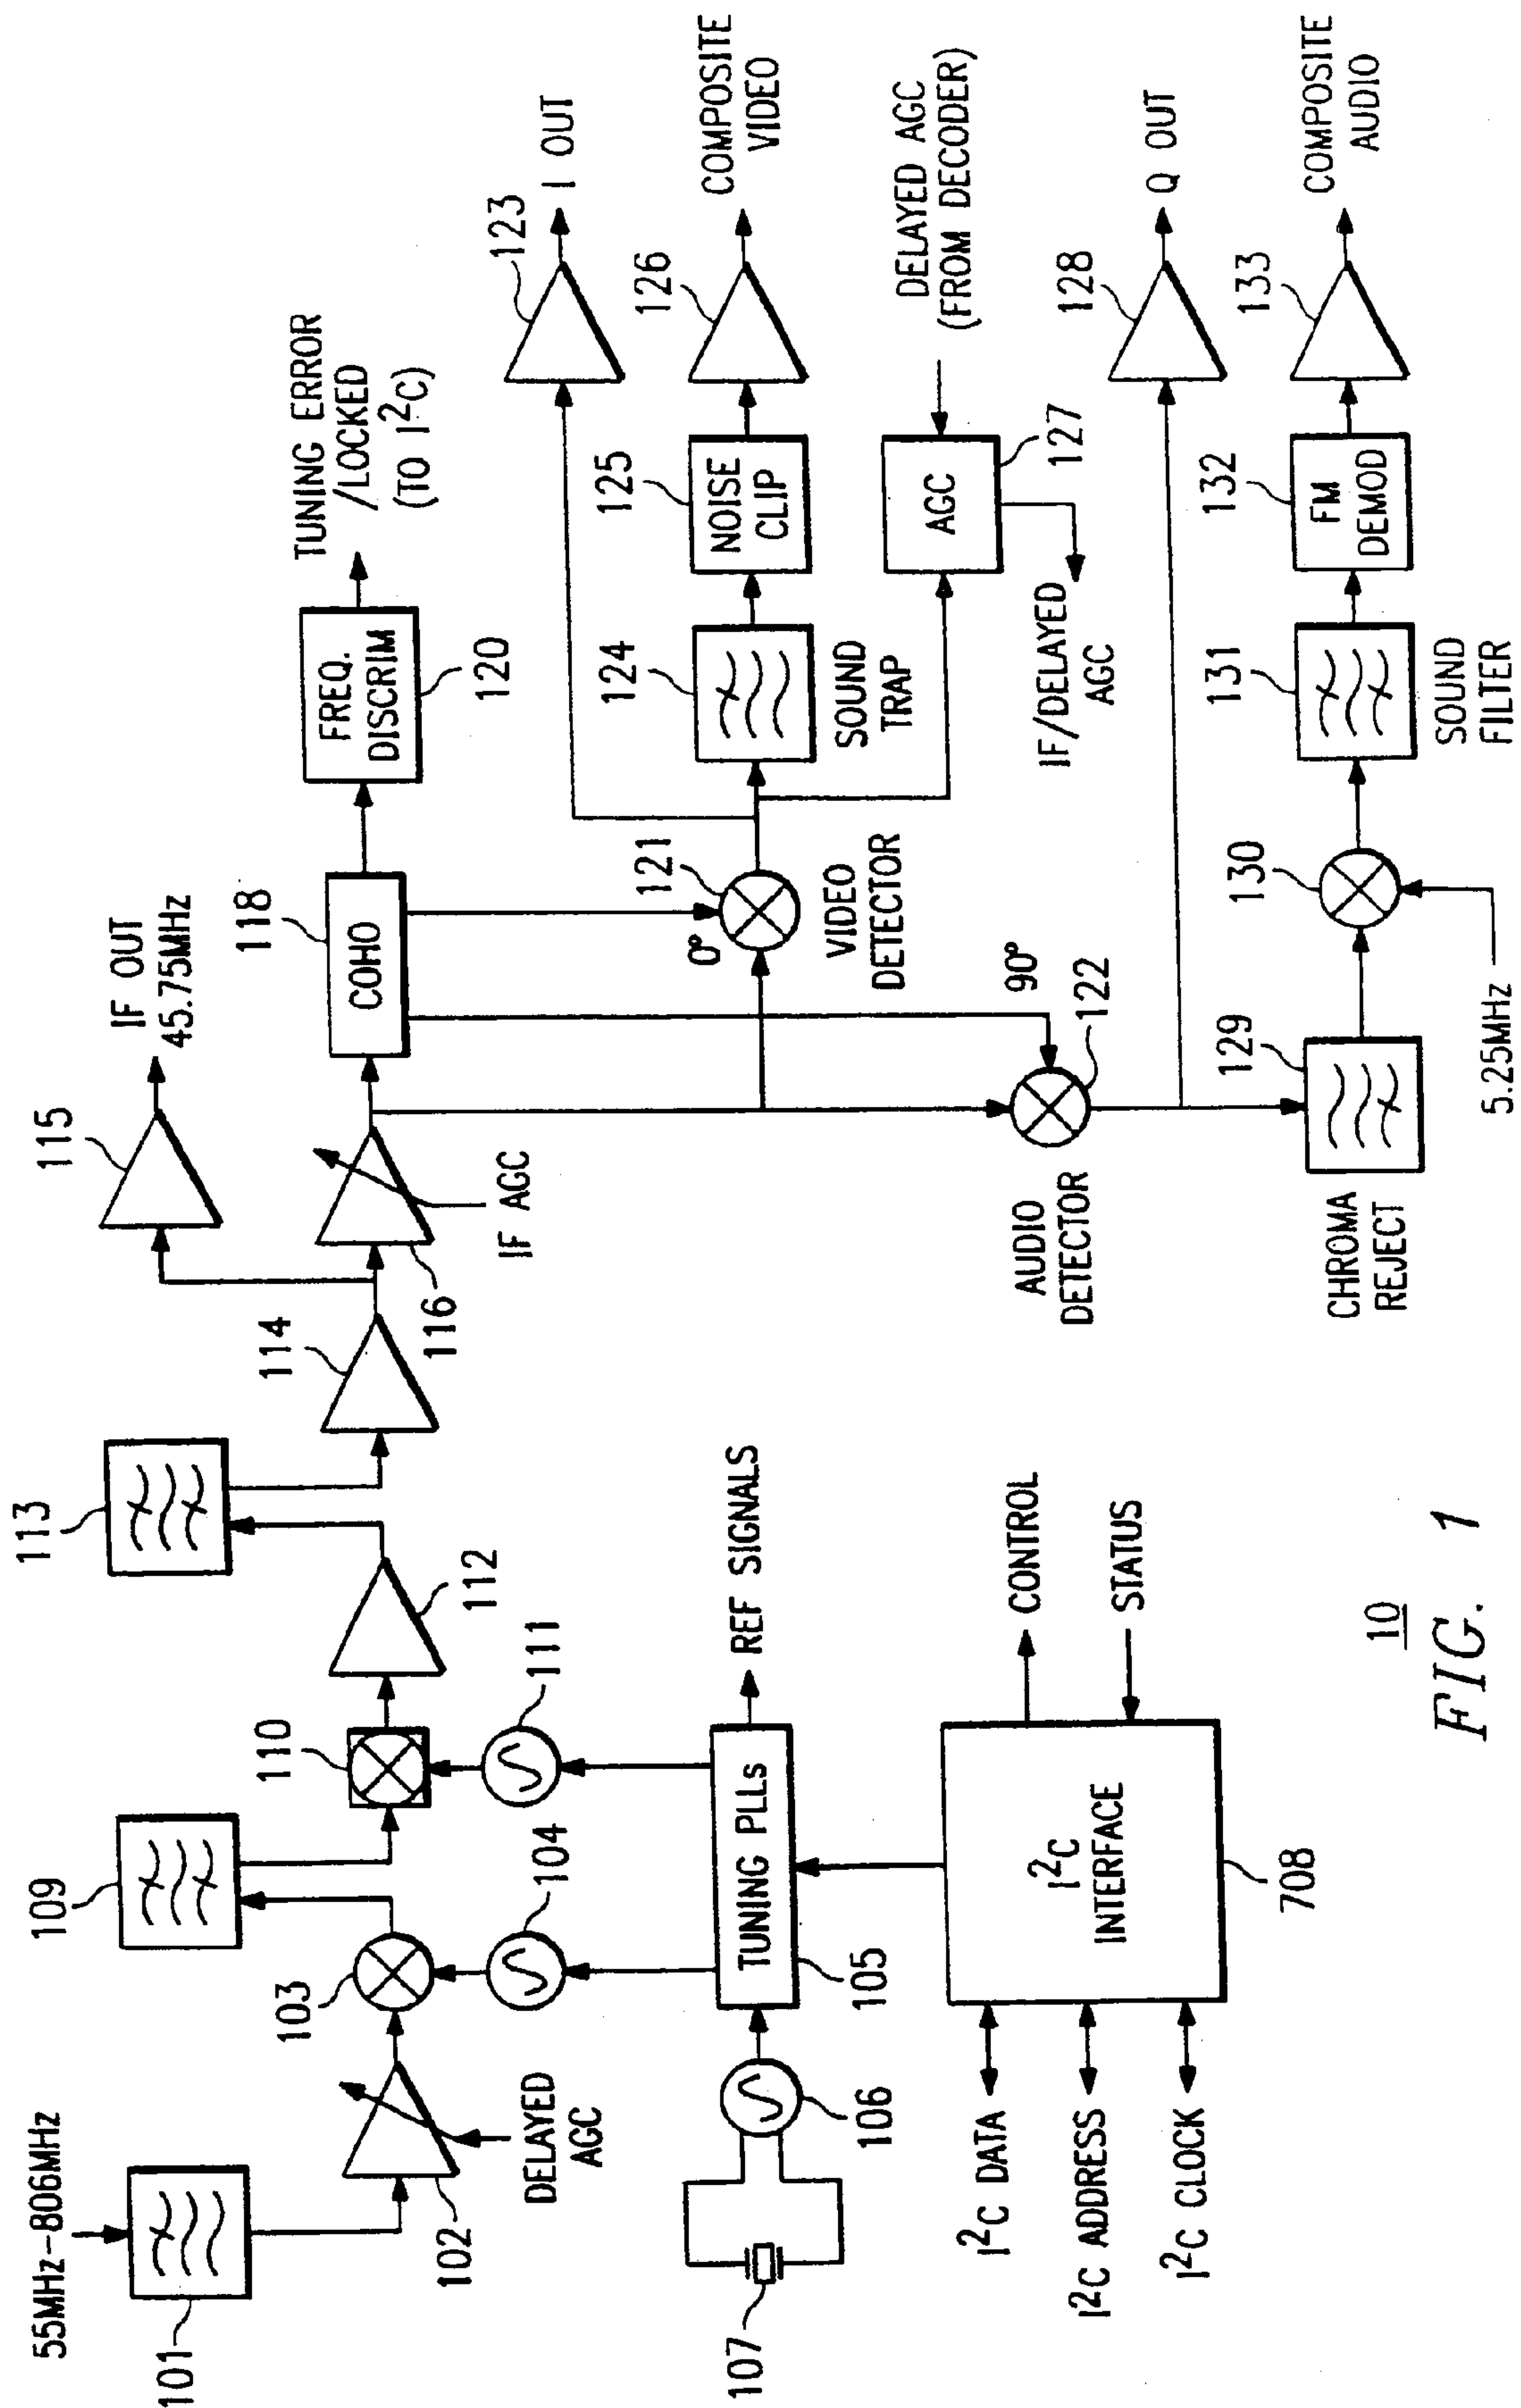 55MHz-806MHz
101
102
DELAYED
AGC
103
104
109
110
111
112
113
114
115
IF OUT
45.75MHz
116
IF AGC
COHO
118
FREQ.
DISCRIM
120
TUNING ERROR
/LOCKED
(TO I²C)
0°
121
VIDEO
DETECTOR
90°
122
AUDIO
DETECTOR
123
I OUT
124
SOUND
TRAP
NOISE
CLIP
125
126
COMPOSITE
VIDEO
AGC
127
DELAYED AGC
(FROM DECODER)
IF/DELAYED
AGC
128
Q OUT
129
CHROMA
REJECT
130
5.25MHz
131
SOUND
FILTER
FM
DEMOD
132
133
COMPOSITE
AUDIO
107
106
TUNING PLLs
105
REF SIGNALS
I²C
INTERFACE
708
I²C DATA
I²C ADDRESS
I²C CLOCK
CONTROL
STATUS
10
FIG. 1